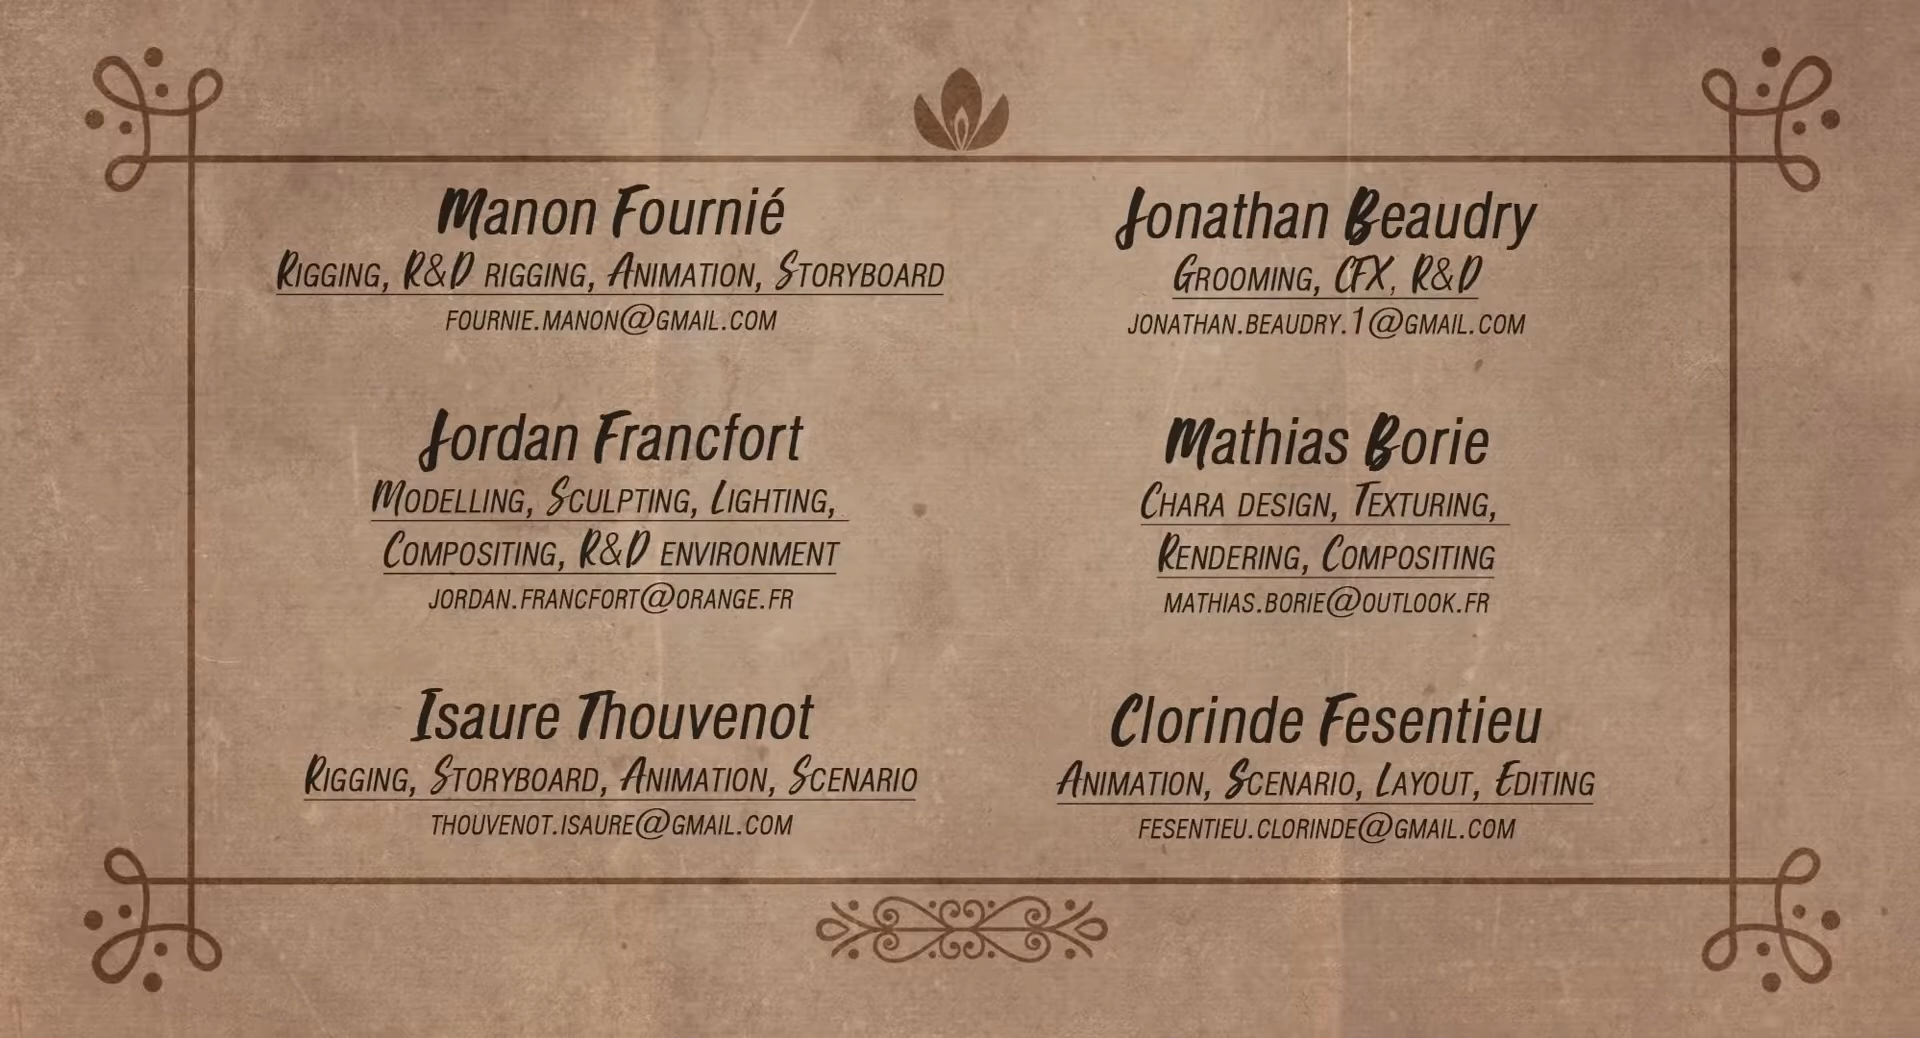 Manon Fournié
Rigging, R&D rigging, Animation, Storyboard
fournie.manon@gmail.com
Jonathan Beaudry
Grooming, CFX, R&D
jonathan.beaudry.1@gmail.com
Jordan Francfort
Modelling, Sculpting, Lighting,
Compositing, R&D environment
jordan.francfort@orange.fr
Mathias Borie
Chara design, Texturing,
Rendering, Compositing
mathias.borie@outlook.fr
Isaure Thouvenot
Rigging, Storyboard, Animation, Scenario
thouvenot.isaure@gmail.com
Clorinde Fesentieu
Animation, Scenario, Layout, Editing
fesentieu.clorinde@gmail.com